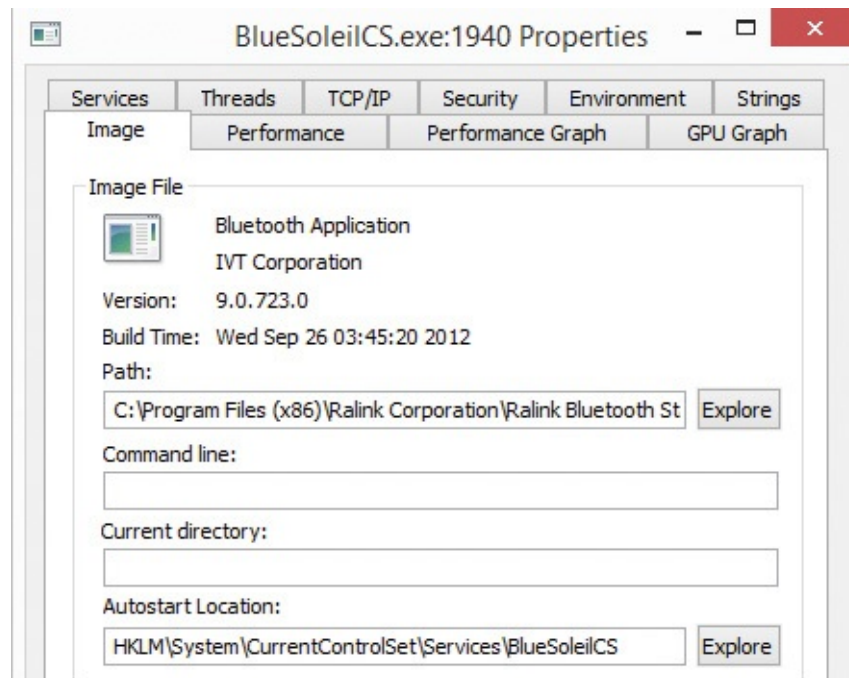 BlueSoleilCS.exe:1940 Properties
Services Threads TCP/IP Security Environment Strings
Image Performance Performance Graph GPU Graph
Image File
Bluetooth Application
IVT Corporation
Version: 9.0.723.0
Build Time: Wed Sep 26 03:45:20 2012
Path:
C:\Program Files (x86)\Ralink Corporation\Ralink Bluetooth St Explore
Command line:
Current directory:
Autostart Location:
HKLM\System\CurrentControlSet\Services\BlueSoleilCS Explore